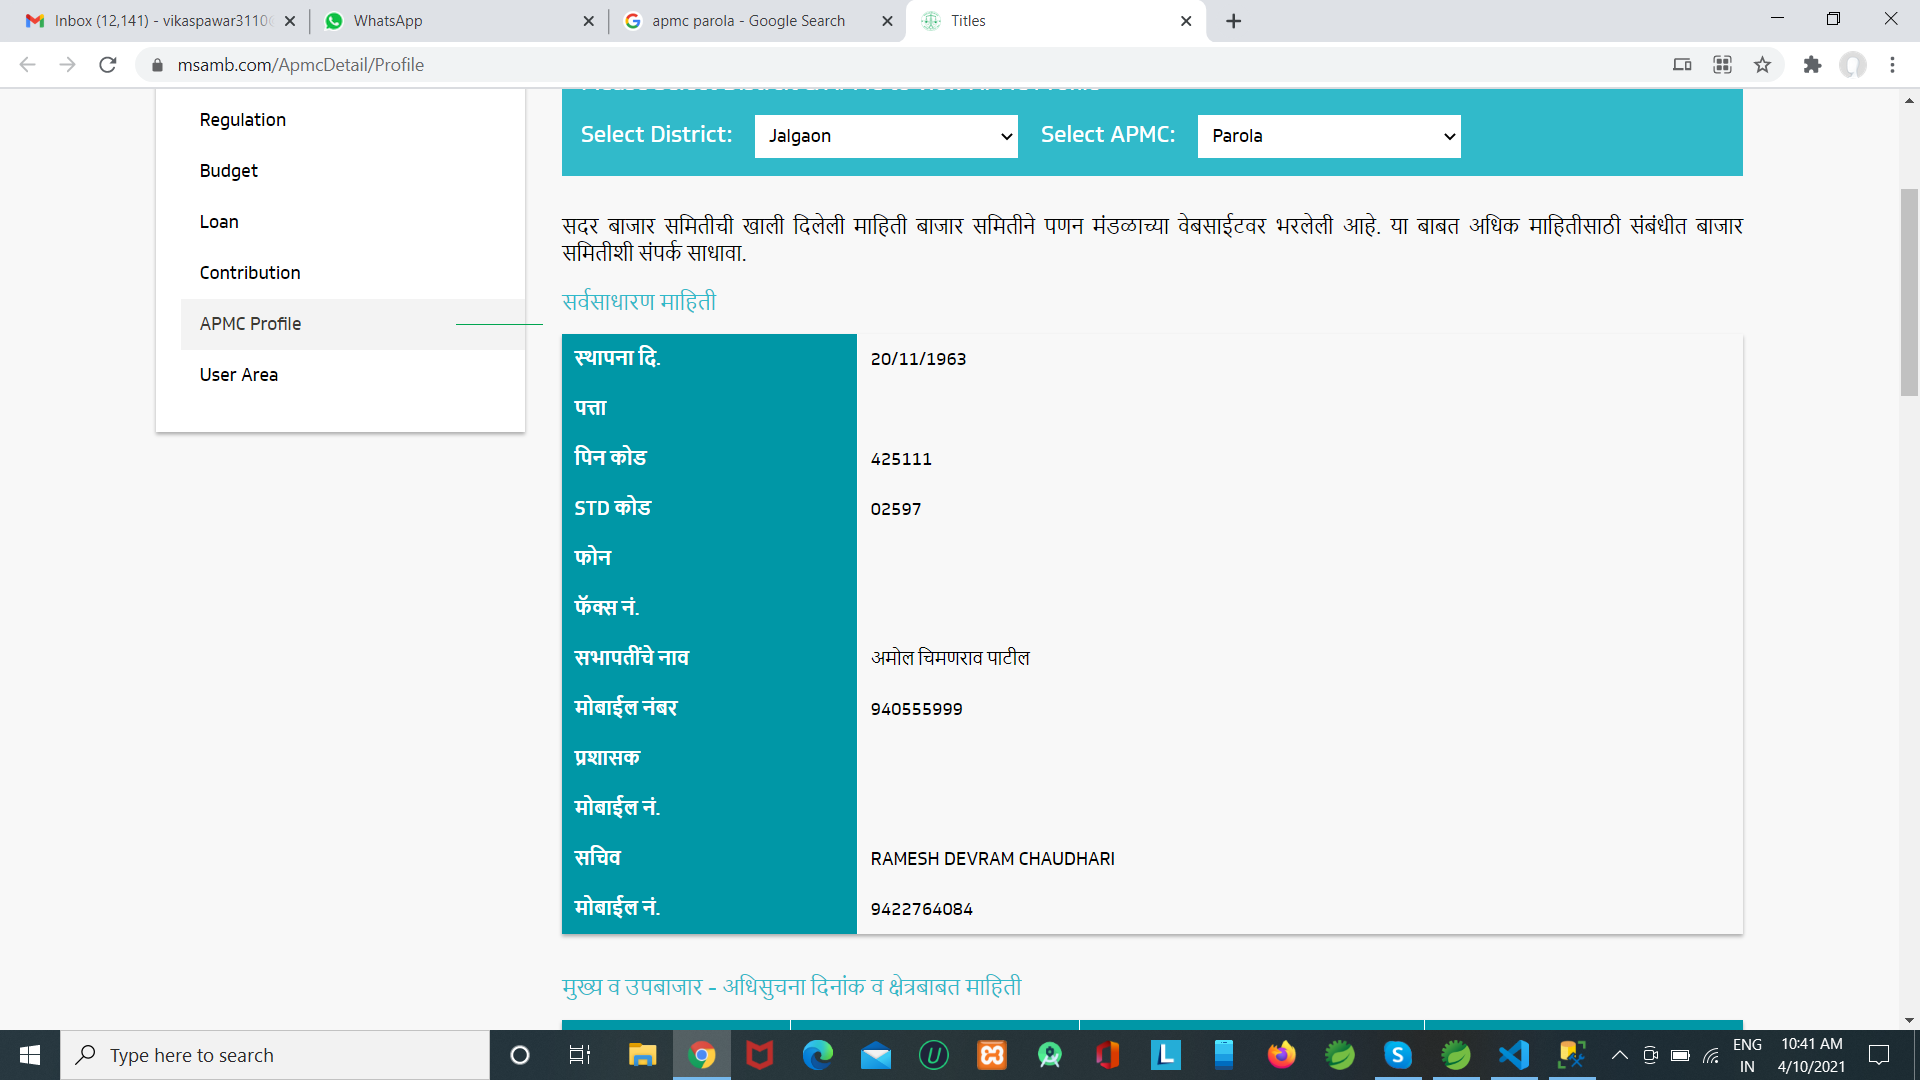 Inbox (12,141) - vikaspawar3110
WhatsApp
apmc parola - Google Search
Titles
msamb.com/ApmcDetail/Profile
Regulation
Budget
Loan
Contribution
APMC Profile
User Area
Select District: Jalgaon Select APMC: Parola
सदर बाजार समितीची खाली दिलेली माहिती बाजार समितीने पणन मंडळाच्या वेबसाईटवर भरलेली आहे. या बाबत अधिक माहितीसाठी संबंधीत बाजार
समितीशी संपर्क साधावा.
सर्वसाधारण माहिती
स्थापना दि. 20/11/1963
पत्ता
पिन कोड 425111
STD कोड 02597
फोन
फॅक्स नं.
सभापतींचे नाव अमोल चिमणराव पाटील
मोबाईल नंबर 940555999
प्रशासक
मोबाईल नं.
सचिव RAMESH DEVRAM CHAUDHARI
मोबाईल नं. 9422764084
मुख्य व उपबाजार - अधिसुचना दिनांक व क्षेत्रबाबत माहिती
Type here to search
ENG
IN
10:41 AM
4/10/2021